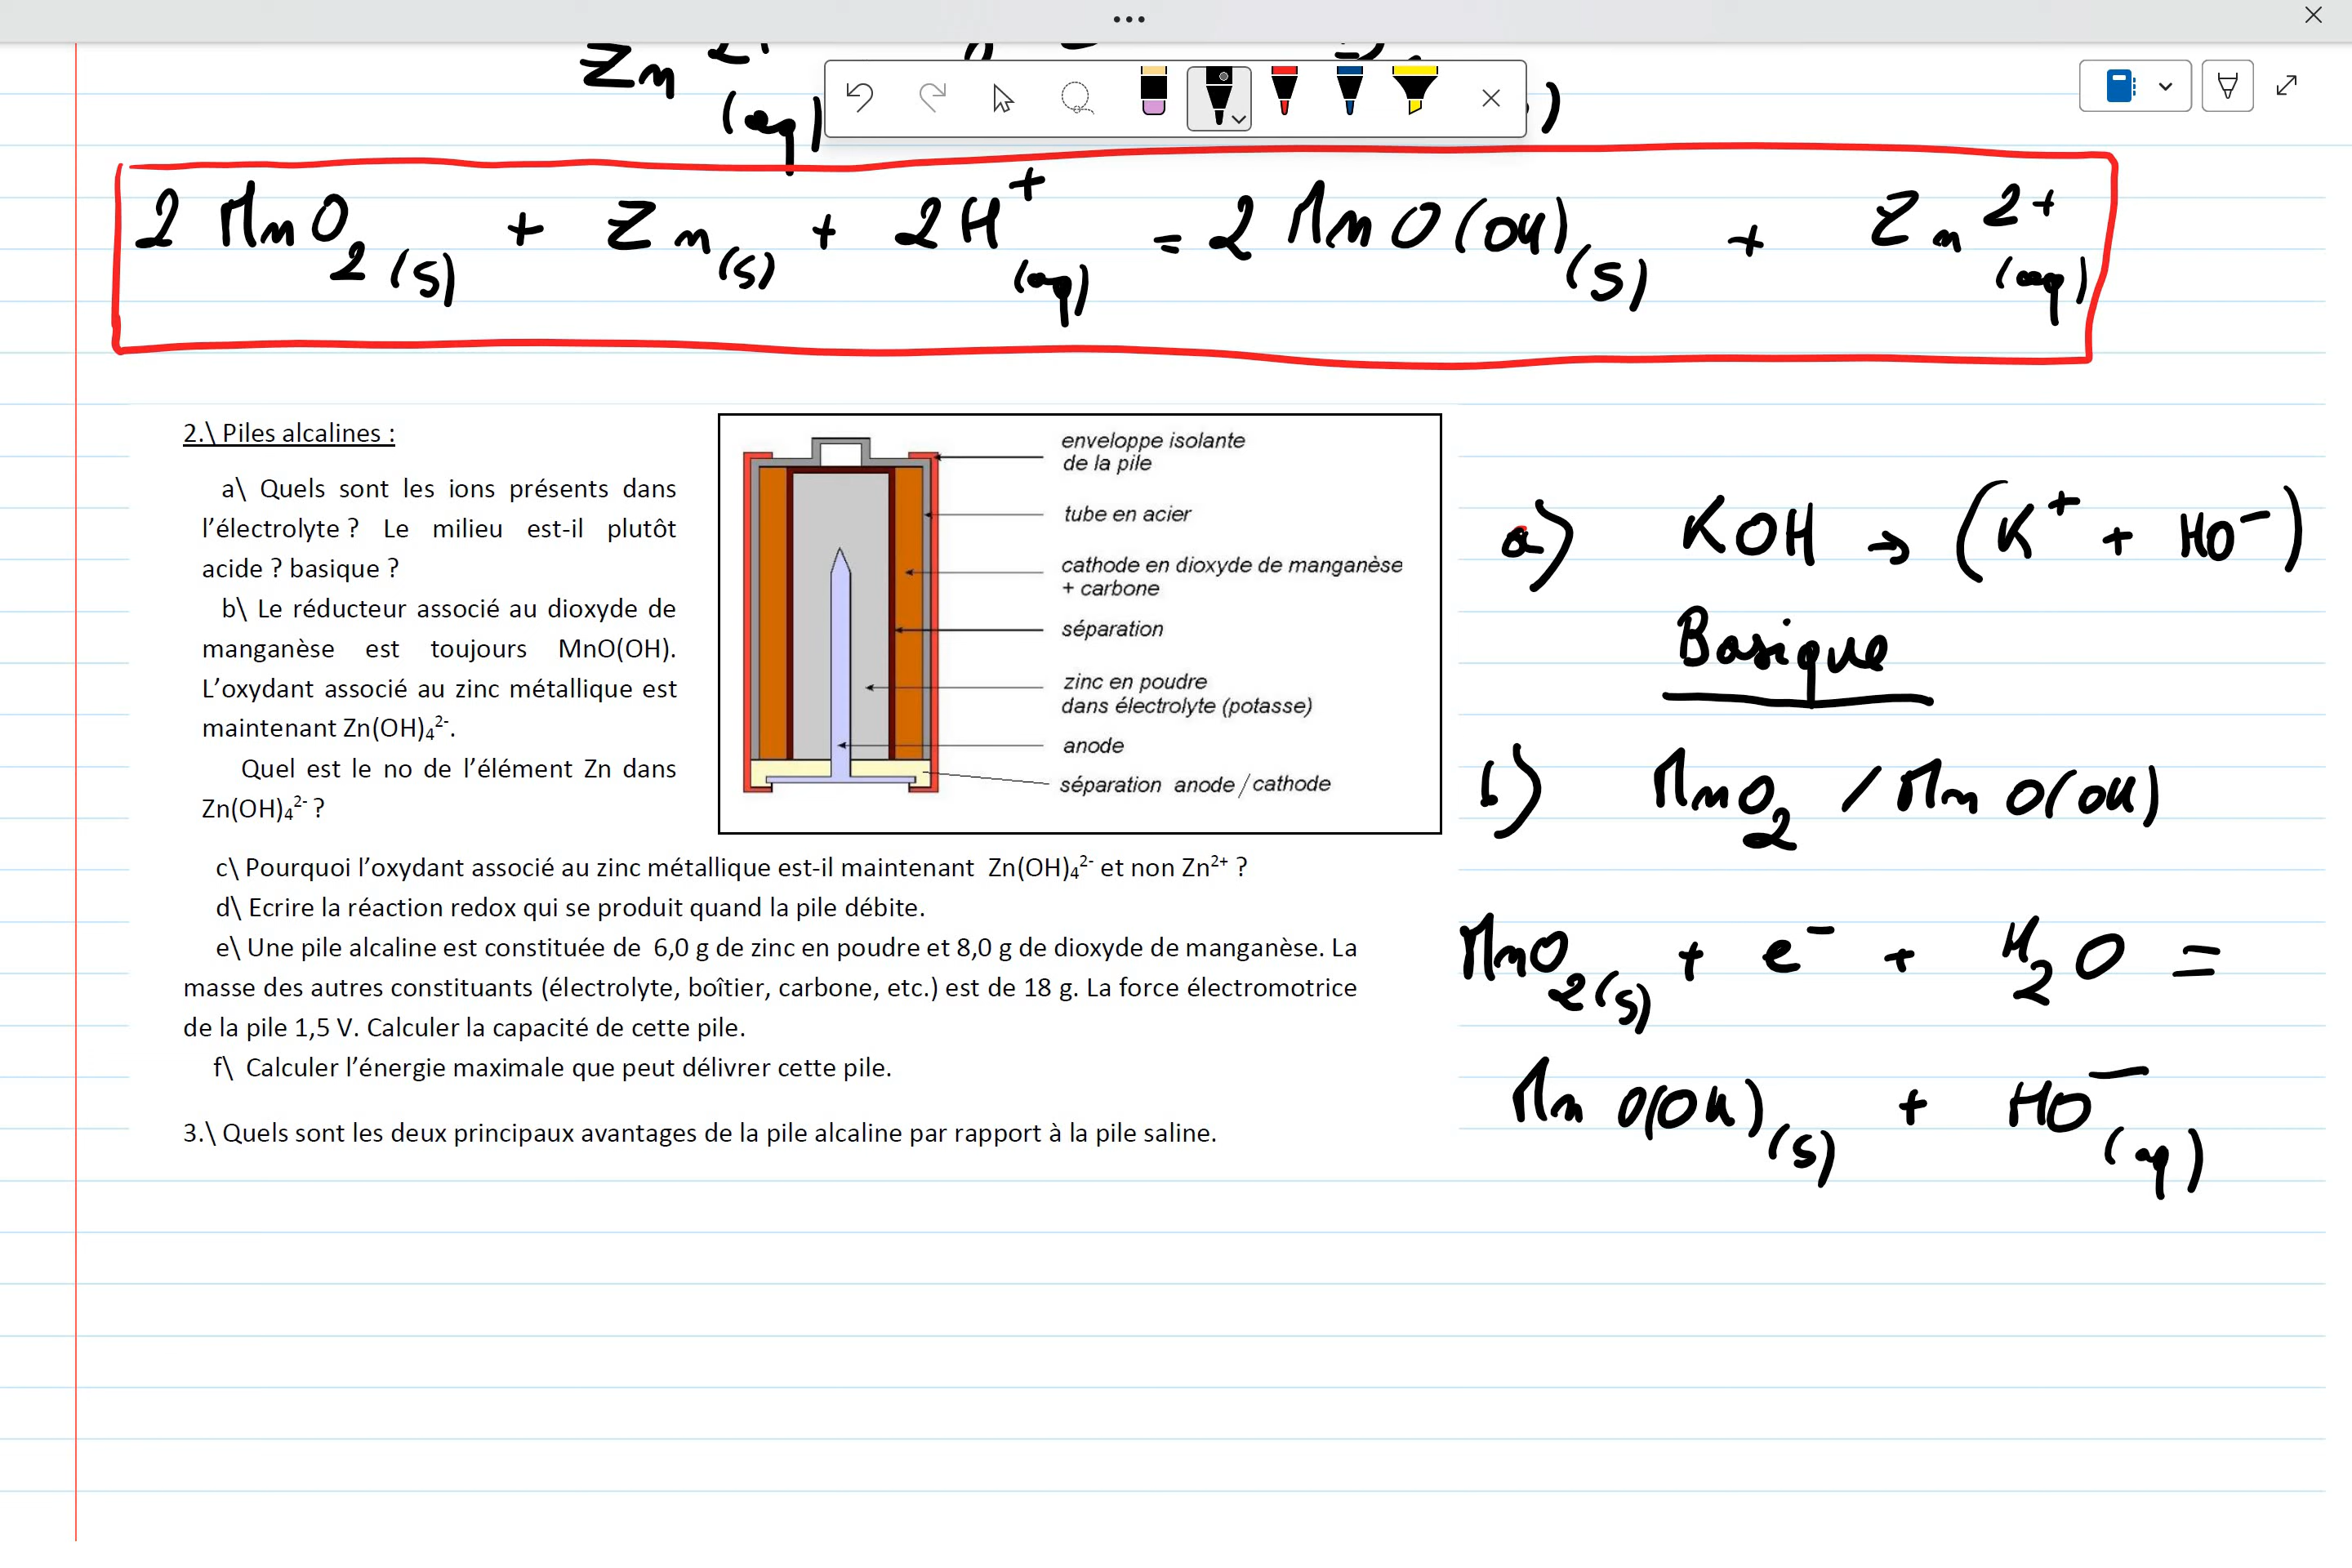 Zn 2+
(aq)
)
2 MnO2(s) + Zn(s) + 2H+(aq) = 2 MnO(OH)(s) + Zn2+(aq)
2.\ Piles alcalines :
a\ Quels sont les ions présents dans
l’électrolyte ? Le milieu est-il plutôt
acide ? basique ?
b\ Le réducteur associé au dioxyde de
manganèse est toujours MnO(OH).
L’oxydant associé au zinc métallique est
maintenant Zn(OH)₄²⁻.
Quel est le no de l’élément Zn dans
Zn(OH)₄²⁻ ?
enveloppe isolante
de la pile
tube en acier
cathode en dioxyde de manganèse
+ carbone
séparation
zinc en poudre
dans électrolyte (potasse)
anode
séparation anode / cathode
c\ Pourquoi l’oxydant associé au zinc métallique est-il maintenant Zn(OH)₄²⁻ et non Zn²⁺ ?
d\ Ecrire la réaction redox qui se produit quand la pile débite.
e\ Une pile alcaline est constituée de 6,0 g de zinc en poudre et 8,0 g de dioxyde de manganèse. La
masse des autres constituants (électrolyte, boîtier, carbone, etc.) est de 18 g. La force électromotrice
de la pile 1,5 V. Calculer la capacité de cette pile.
f\ Calculer l’énergie maximale que peut délivrer cette pile.
3.\ Quels sont les deux principaux avantages de la pile alcaline par rapport à la pile saline.
a) KOH → (K⁺ + HO⁻)
Basique
b) MnO₂ / MnO(OH)
MnO₂(s) + e⁻ + H₂O =
MnO(OH)(s) + HO⁻(aq)